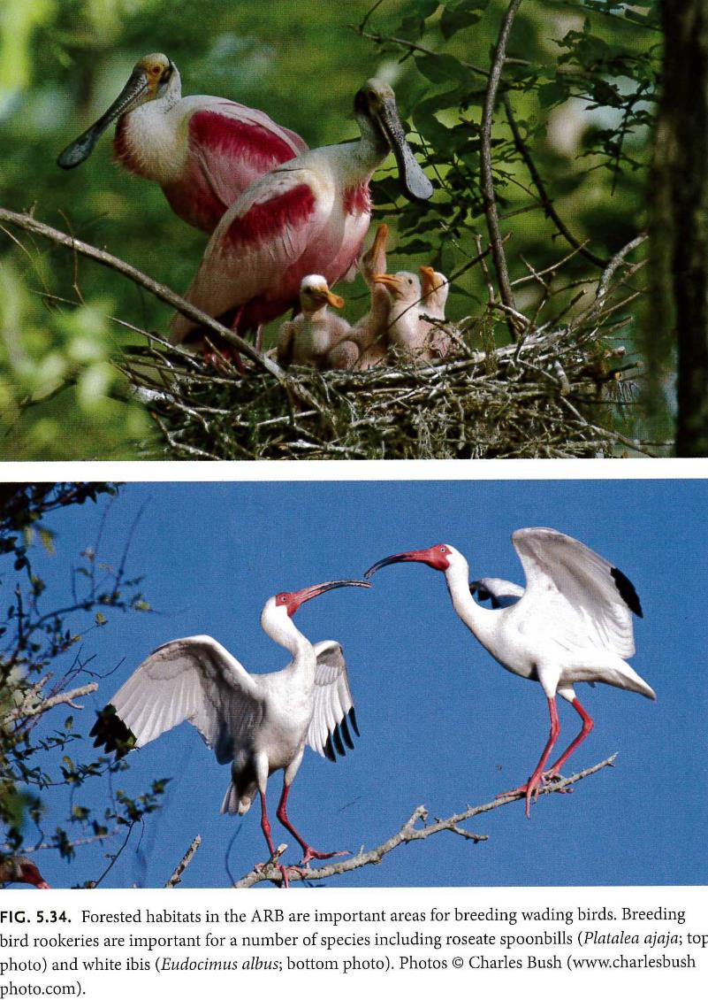 FIG. 5.34. Forested habitats in the ARB are important areas for breeding wading birds. Breeding
bird rookeries are important for a number of species including roseate spoonbills (Platalea ajaja; top
photo) and white ibis (Eudocimus albus; bottom photo). Photos © Charles Bush (www.charlesbush
photo.com).